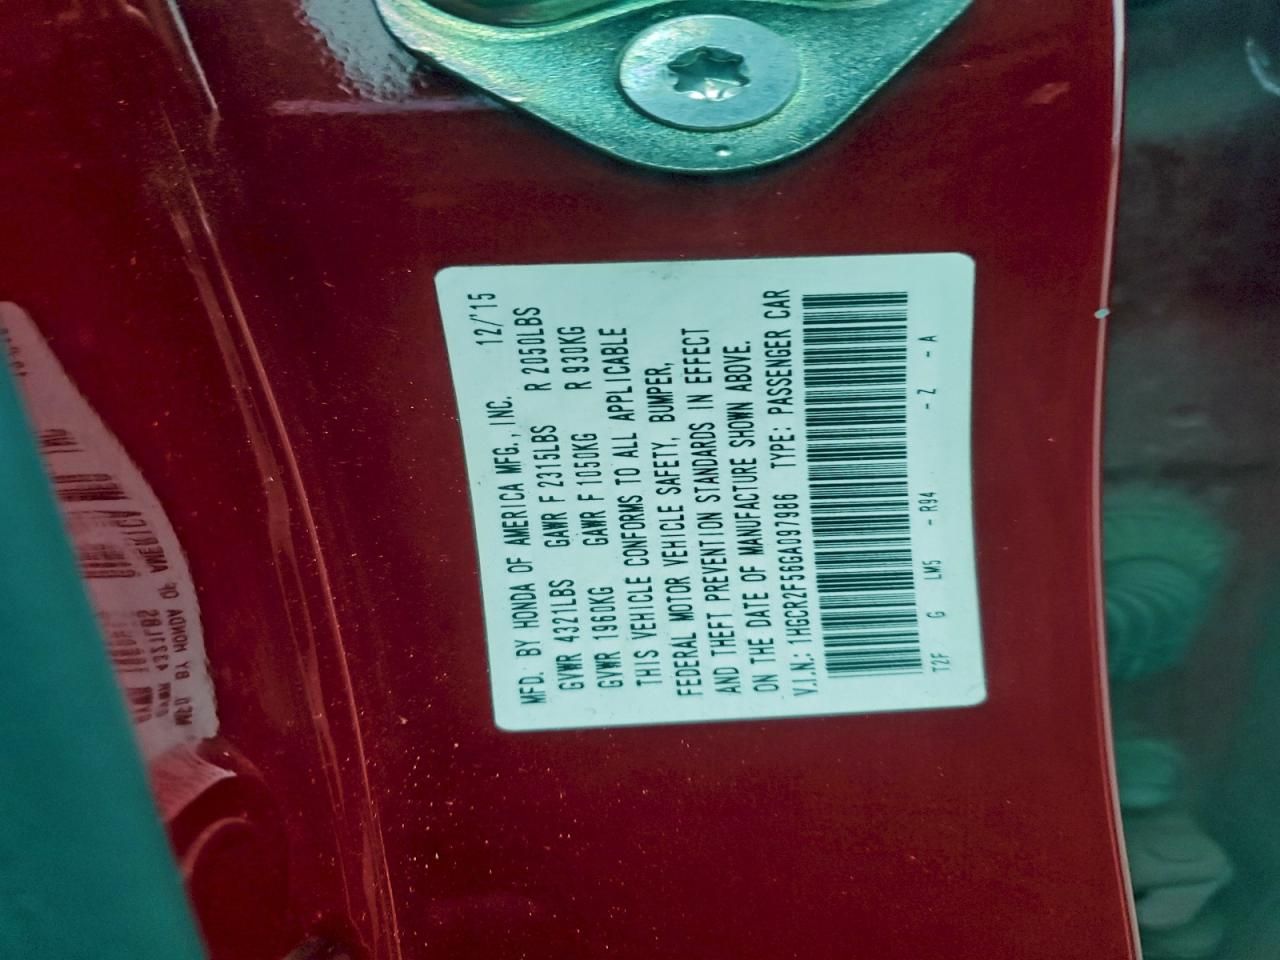 MFD. BY HONDA OF AMERICA MFG., INC. 12/'15
GVWR 4321LBS GAWR F 2315LBS R 2050LBS
GVWR 1960KG GAWR F 1050KG R 930KG
THIS VEHICLE CONFORMS TO ALL APPLICABLE
FEDERAL MOTOR VEHICLE SAFETY, BUMPER,
AND THEFT PREVENTION STANDARDS IN EFFECT
ON THE DATE OF MANUFACTURE SHOWN ABOVE.
V.I.N.: 1HGCR2F56GA097986 TYPE: PASSENGER CAR
T2F G LM5 - R94 - Z - A